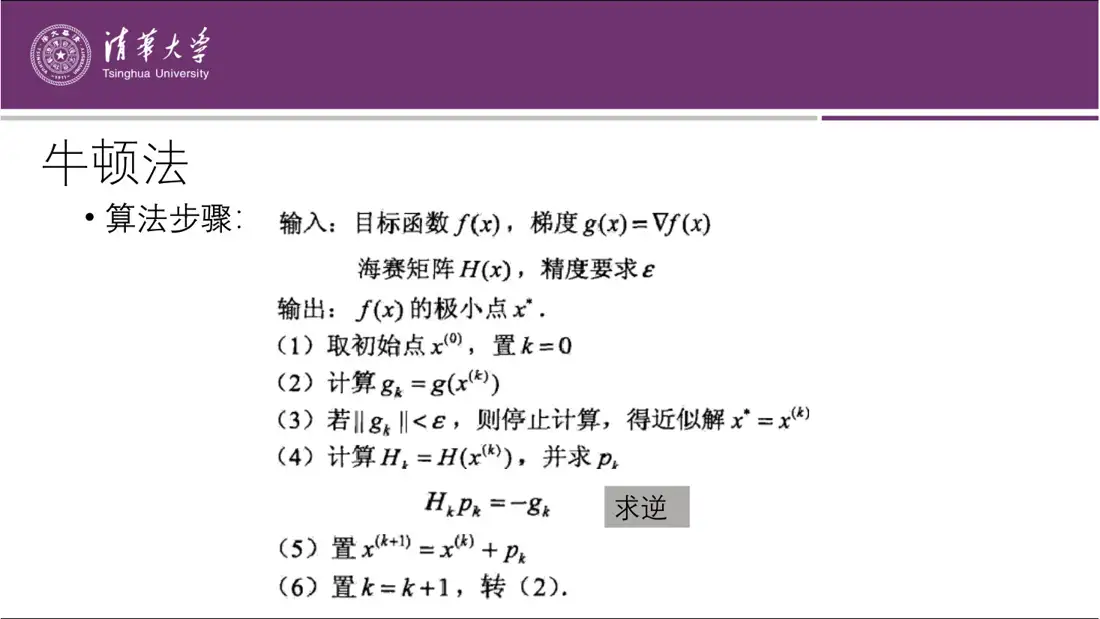 清华大学
Tsinghua University
牛顿法
• 算法步骤：
输入：目标函数 f(x)，梯度 g(x)=∇f(x)
海赛矩阵 H(x)，精度要求 ε
输出：f(x) 的极小点 x*.
（1）取初始点 x⁽⁰⁾，置 k=0
（2）计算 gₖ = g(x⁽ᵏ⁾)
（3）若 || gₖ ||< ε，则停止计算，得近似解 x* = x⁽ᵏ⁾
（4）计算 Hₖ = H(x⁽ᵏ⁾)，并求 pₖ
Hₖ pₖ = −gₖ 求逆
（5）置 x⁽ᵏ⁺¹⁾ = x⁽ᵏ⁾ + pₖ
（6）置 k = k+1，转（2）.